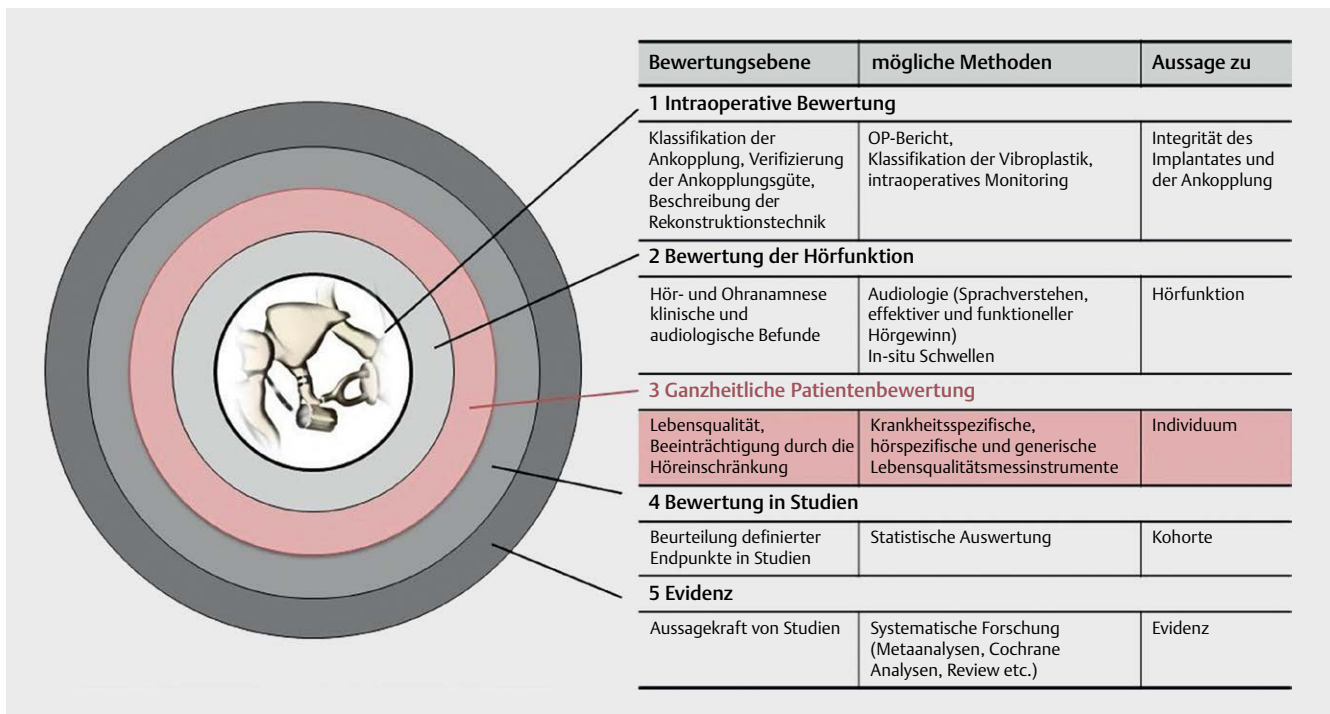 Bewertungsebene mögliche Methoden Aussage zu
1 Intraoperative Bewertung
Klassifikation der
Ankopplung, Verifizierung
der Ankopplungsgüte,
Beschreibung der
Rekonstruktionstechnik
OP-Bericht,
Klassifikation der Vibroplastik,
intraoperatives Monitoring
Integrität des
Implantates und
der Ankopplung
2 Bewertung der Hörfunktion
Hör- und Ohranamnese
klinische und
audiologische Befunde
Audiologie (Sprachverstehen,
effektiver und funktioneller
Hörgewinn)
In-situ Schwellen
Hörfunktion
3 Ganzheitliche Patientenbewertung
Lebensqualität,
Beeinträchtigung durch die
Höreinschränkung
Krankheitsspezifische,
hörspezifische und generische
Lebensqualitätsmessinstrumente
Individuum
4 Bewertung in Studien
Beurteilung definierter
Endpunkte in Studien
Statistische Auswertung
Kohorte
5 Evidenz
Aussagekraft von Studien
Systematische Forschung
(Metaanalysen, Cochrane
Analysen, Review etc.)
Evidenz